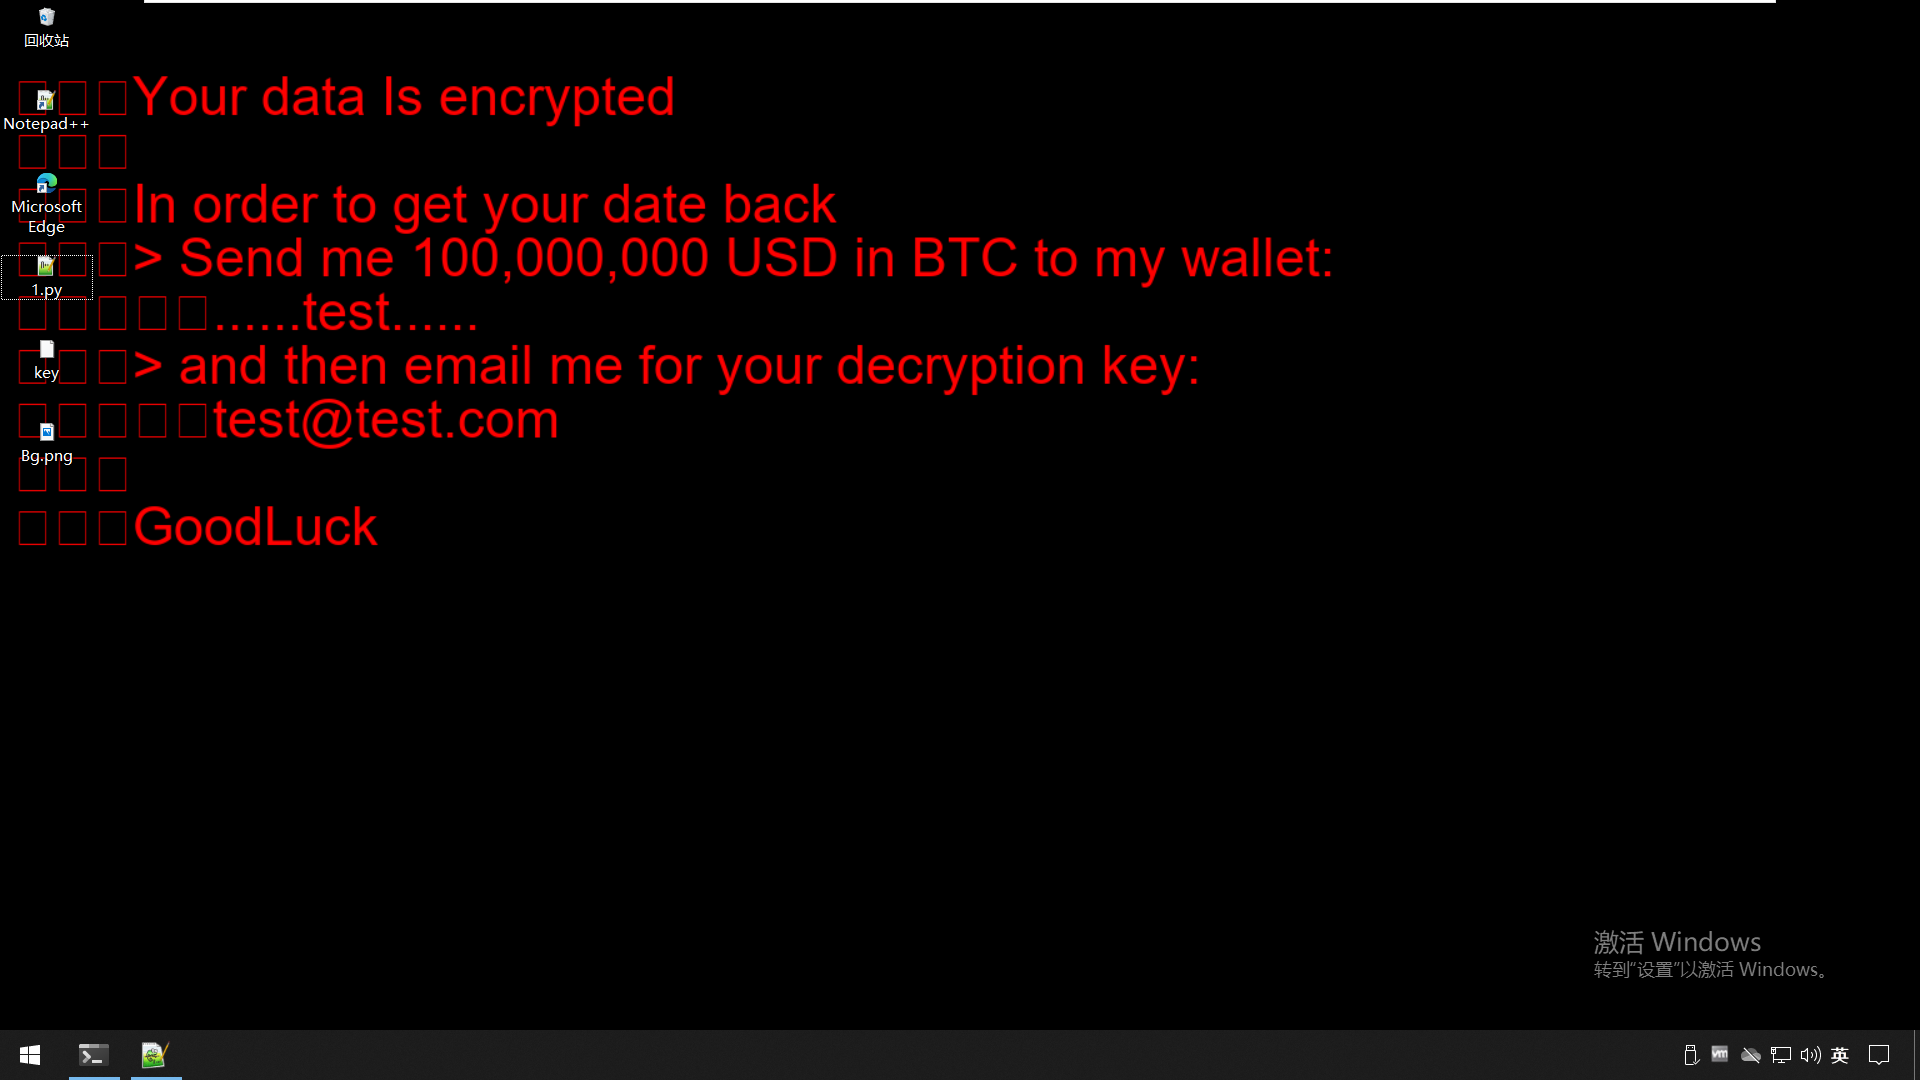 回收站
Notepad++
Microsoft
Edge
1.py
key
Bg.png
Your data Is encrypted
In order to get your date back
> Send me 100,000,000 USD in BTC to my wallet:
......test......
> and then email me for your decryption key:
test@test.com
GoodLuck
激活 Windows
转到“设置”以激活 Windows。
vm
英